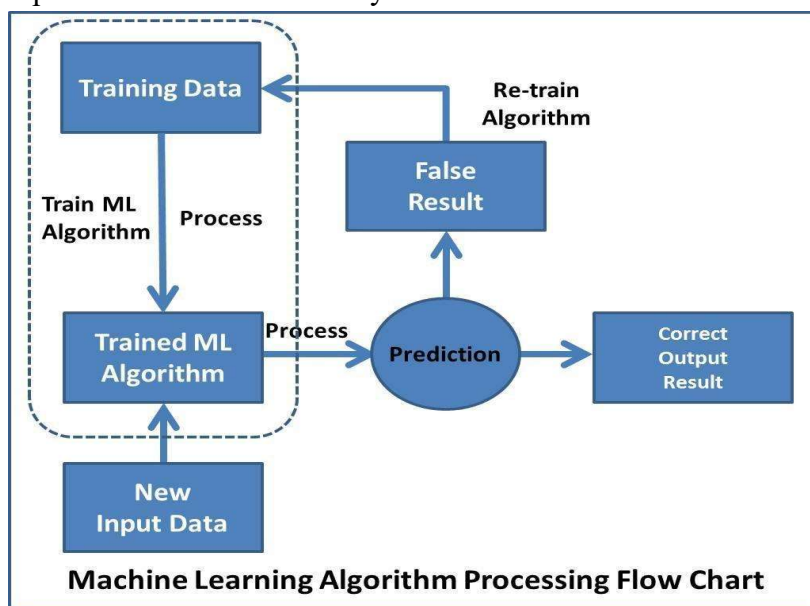 Training Data
Re-train
Algorithm
False
Result
Train ML
Algorithm
Process
Trained ML
Algorithm
Process
Prediction
Correct
Output
Result
New
Input Data
Machine Learning Algorithm Processing Flow Chart